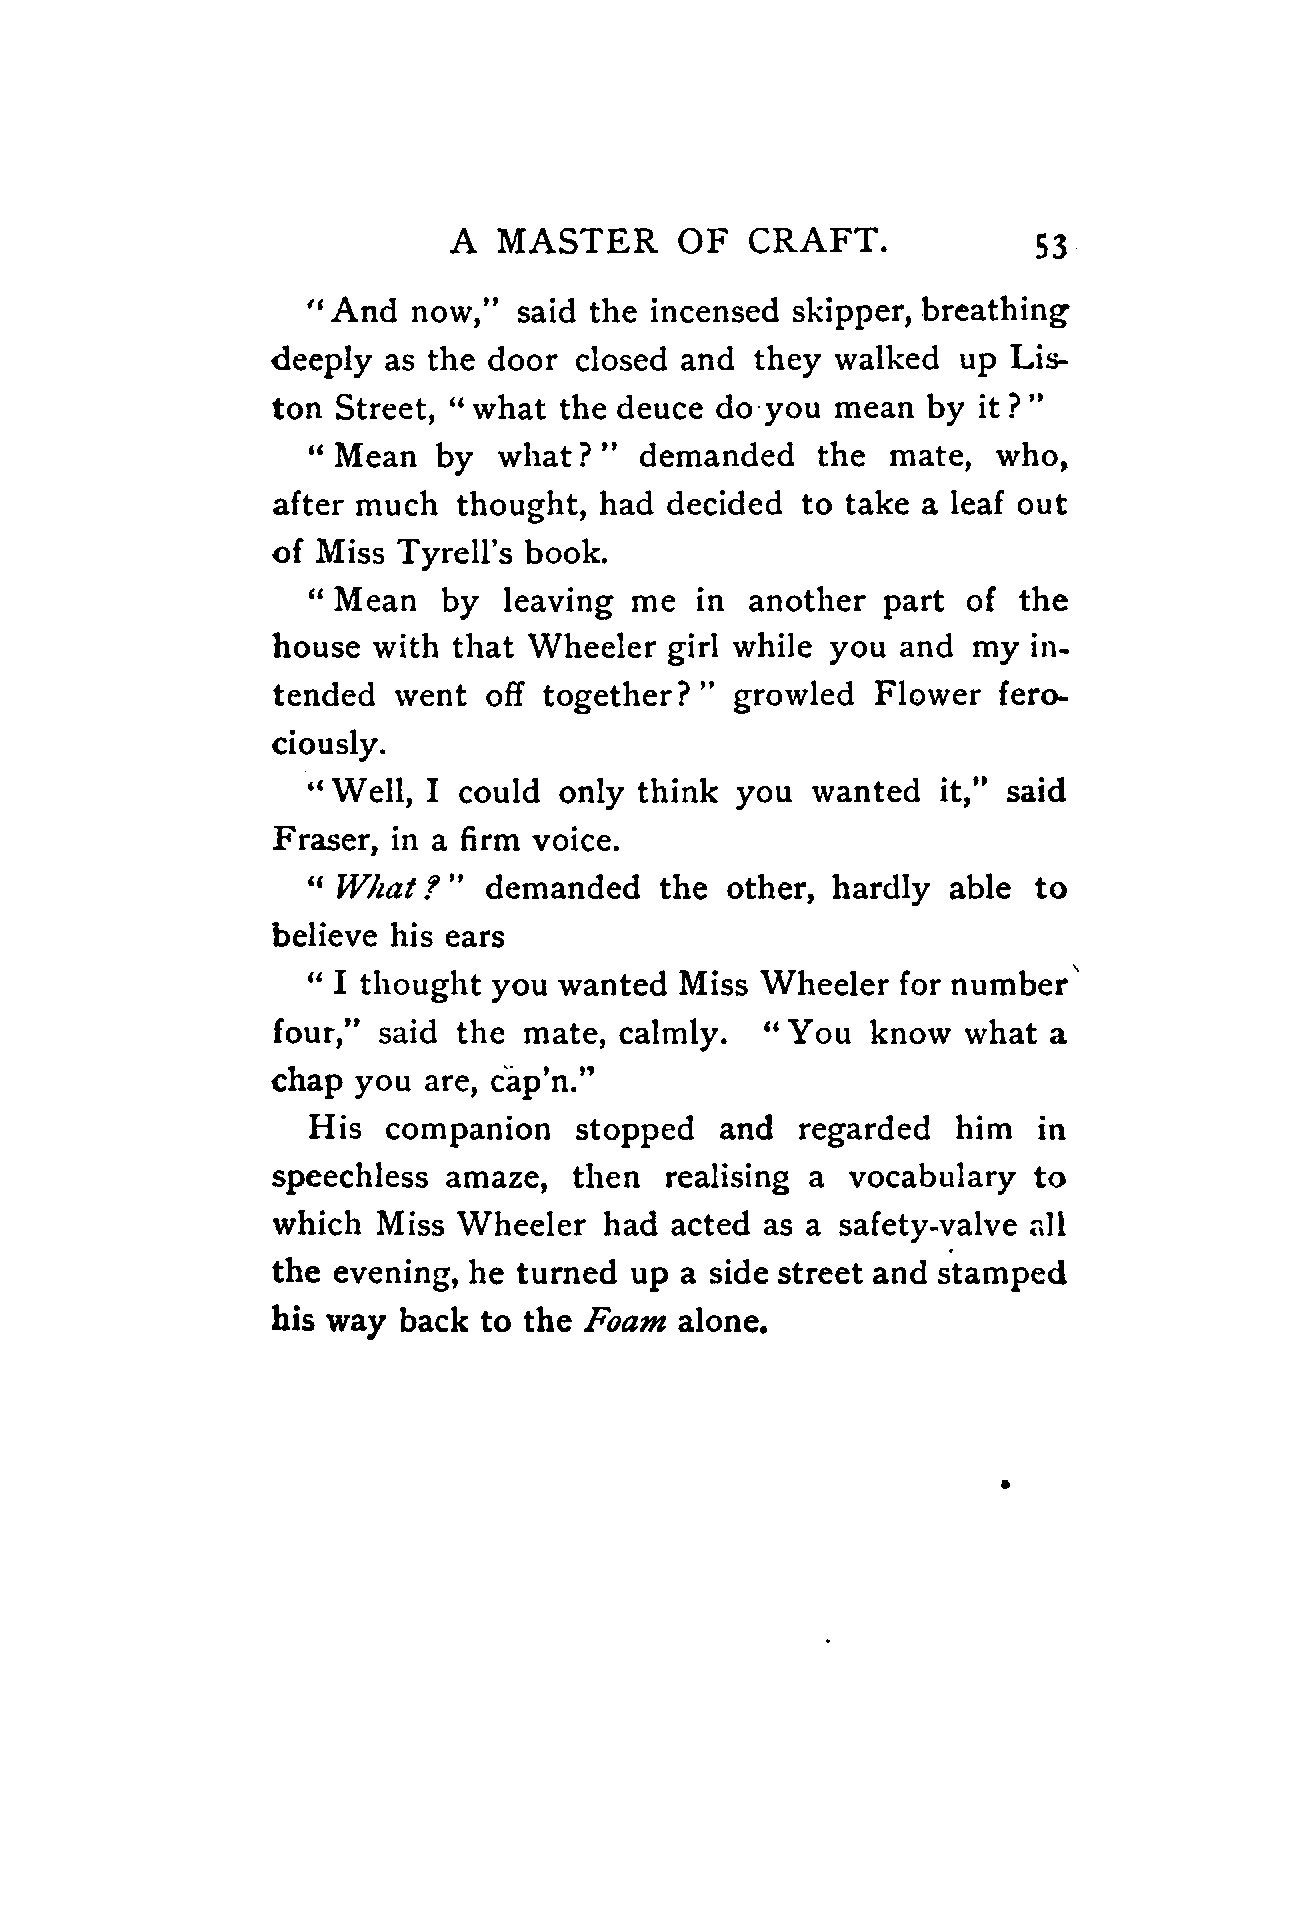 A MASTER OF CRAFT. 53
"And now," said the incensed skipper, breathing
deeply as the door closed and they walked up Lis-
ton Street, "what the deuce do you mean by it?"
"Mean by what?" demanded the mate, who,
after much thought, had decided to take a leaf out
of Miss Tyrell's book.
"Mean by leaving me in another part of the
house with that Wheeler girl while you and my in-
tended went off together?" growled Flower fero-
ciously.
"Well, I could only think you wanted it," said
Fraser, in a firm voice.
"What?" demanded the other, hardly able to
believe his ears
"I thought you wanted Miss Wheeler for number
four," said the mate, calmly. "You know what a
chap you are, cap'n."
His companion stopped and regarded him in
speechless amaze, then realising a vocabulary to
which Miss Wheeler had acted as a safety-valve all
the evening, he turned up a side street and stamped
his way back to the Foam alone.